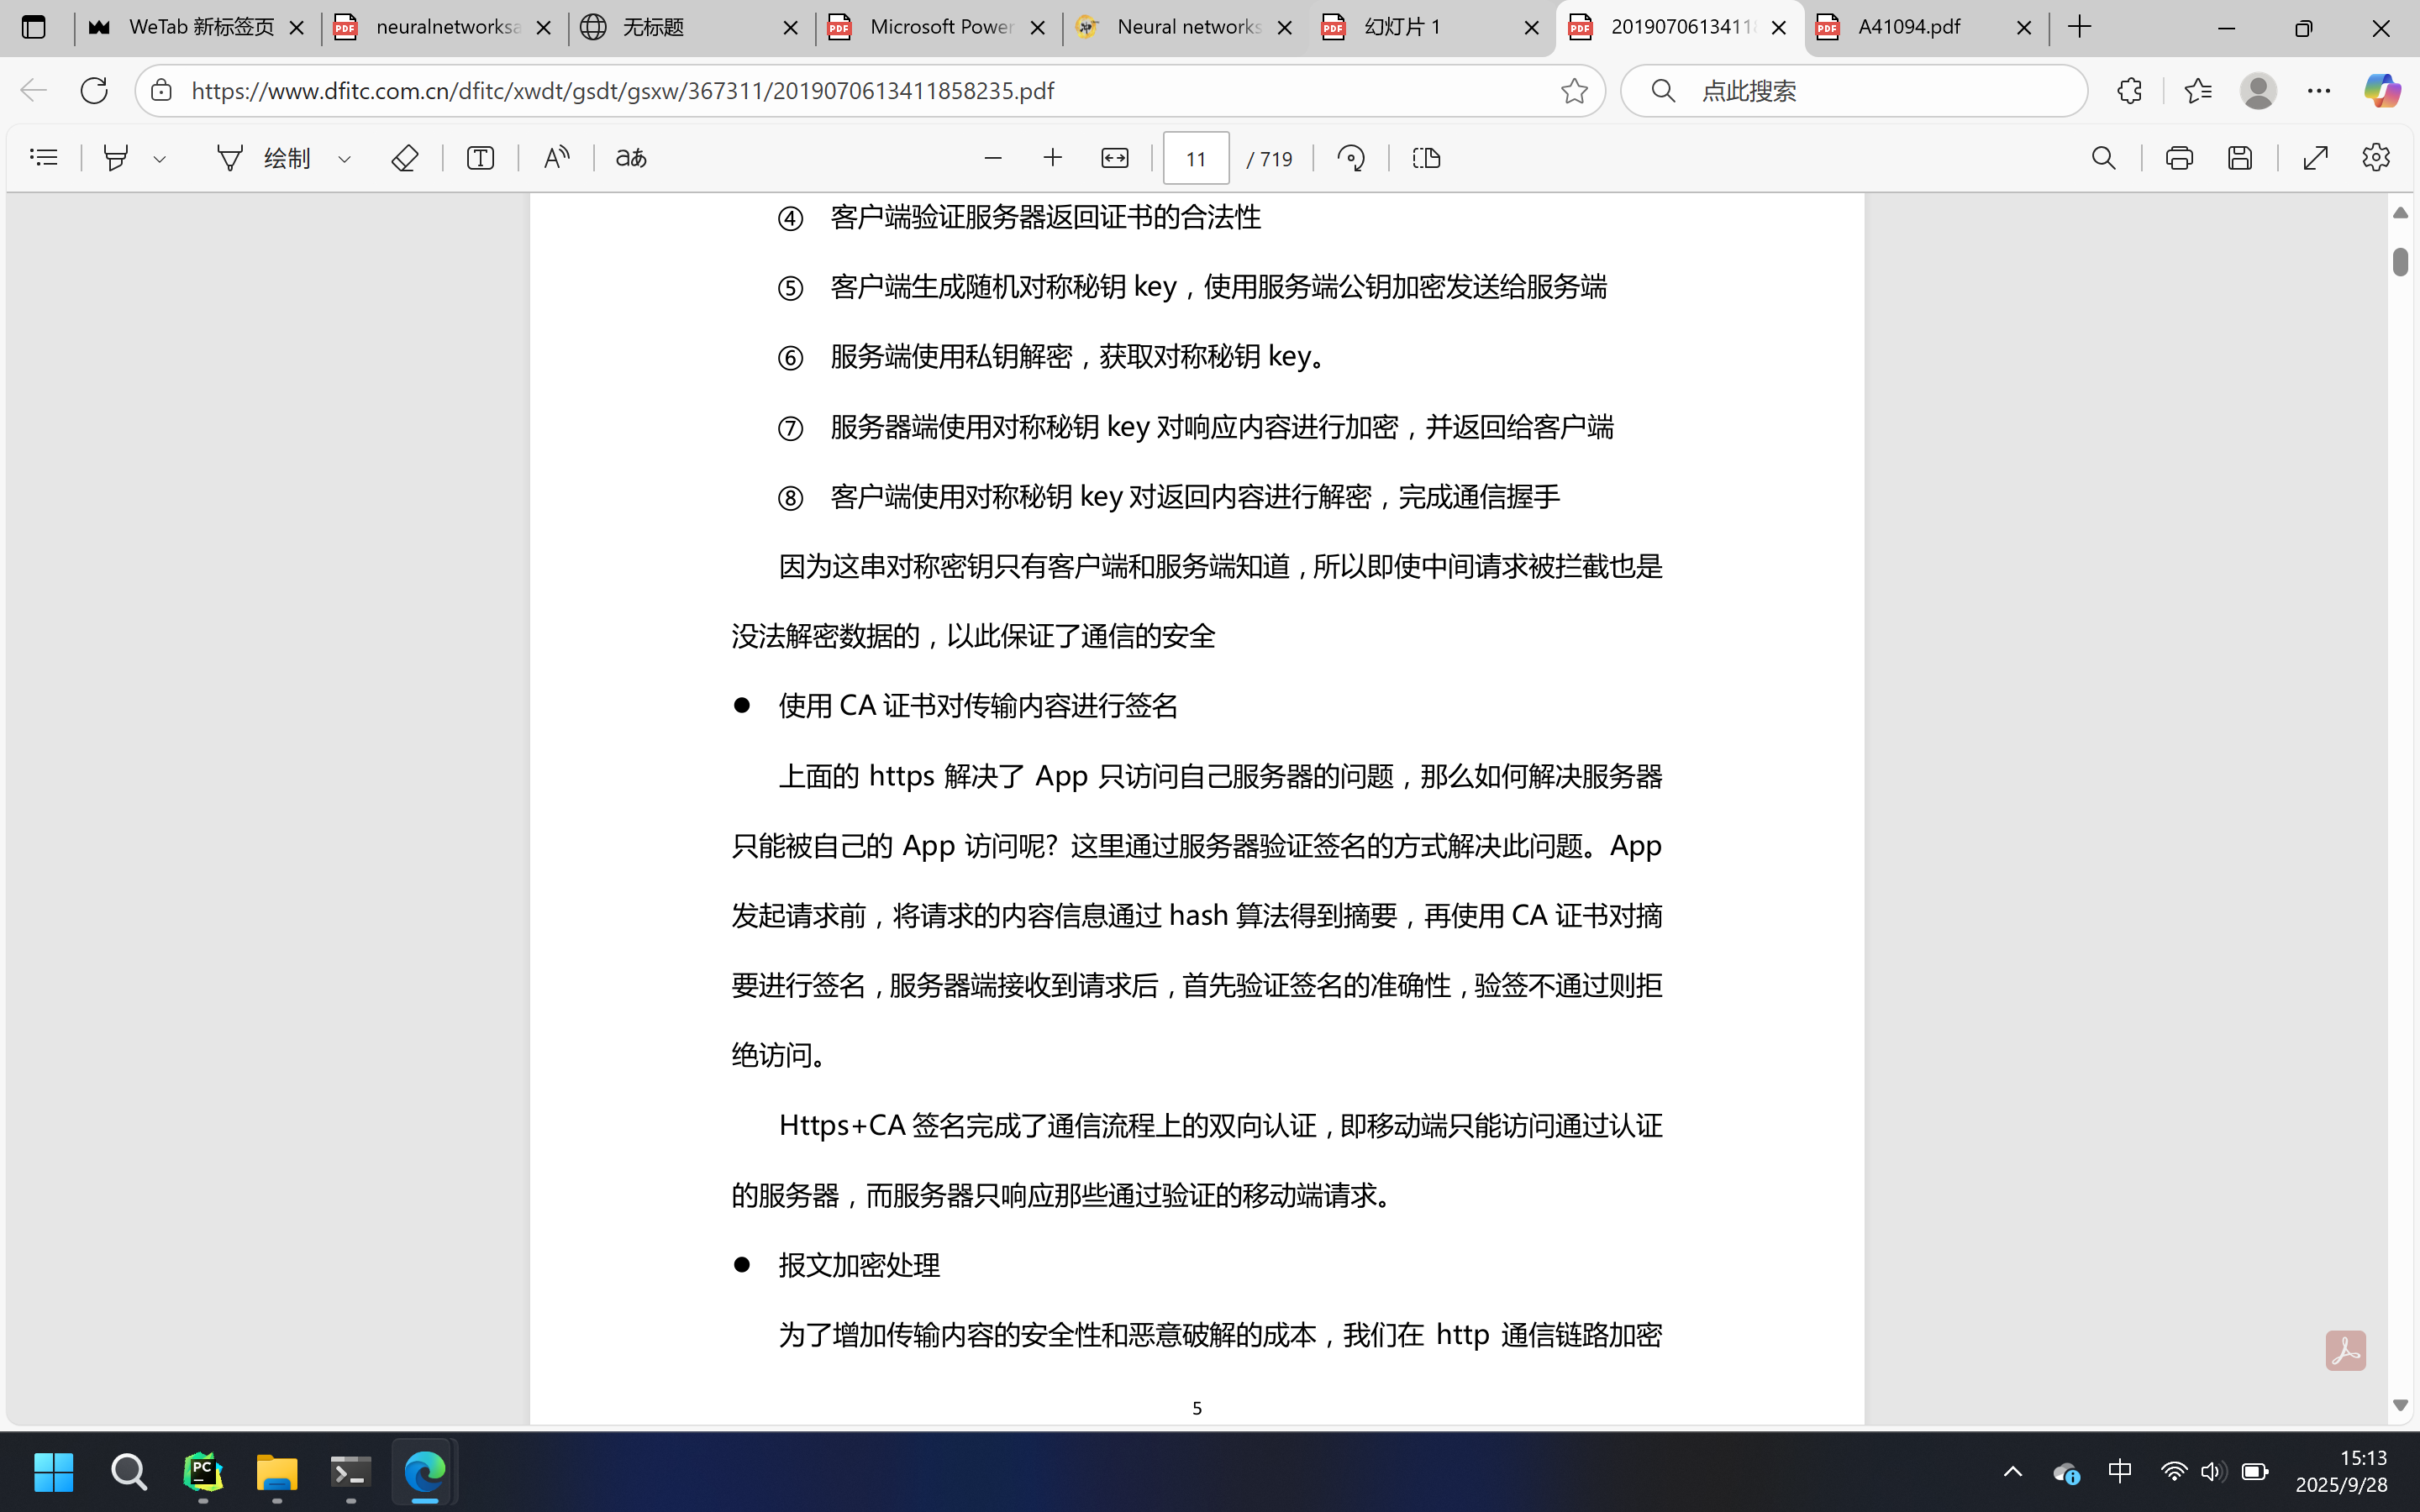 WeTab 新标签页
neuralnetworksa
无标题
Microsoft Power
Neural networks
幻灯片 1
20190706134118
A41094.pdf
https://www.dfitc.com.cn/dfitc/xwdt/gsdt/gsxw/367311/2019070613411858235.pdf
点此搜索
绘制
aあ
11 / 719
④ 客户端验证服务器返回证书的合法性
⑤ 客户端生成随机对称秘钥 key，使用服务端公钥加密发送给服务端
⑥ 服务端使用私钥解密，获取对称秘钥 key。
⑦ 服务器端使用对称秘钥 key 对响应内容进行加密，并返回给客户端
⑧ 客户端使用对称秘钥 key 对返回内容进行解密，完成通信握手
因为这串对称密钥只有客户端和服务端知道，所以即使中间请求被拦截也是
没法解密数据的，以此保证了通信的安全
● 使用 CA 证书对传输内容进行签名
上面的 https 解决了 App 只访问自己服务器的问题，那么如何解决服务器
只能被自己的 App 访问呢？这里通过服务器验证签名的方式解决此问题。App
发起请求前，将请求的内容信息通过 hash 算法得到摘要，再使用 CA 证书对摘
要进行签名，服务器端接收到请求后，首先验证签名的准确性，验签不通过则拒
绝访问。
Https+CA 签名完成了通信流程上的双向认证，即移动端只能访问通过认证
的服务器，而服务器只响应那些通过验证的移动端请求。
● 报文加密处理
为了增加传输内容的安全性和恶意破解的成本，我们在 http 通信链路加密
5
PC
中
15:13
2025/9/28